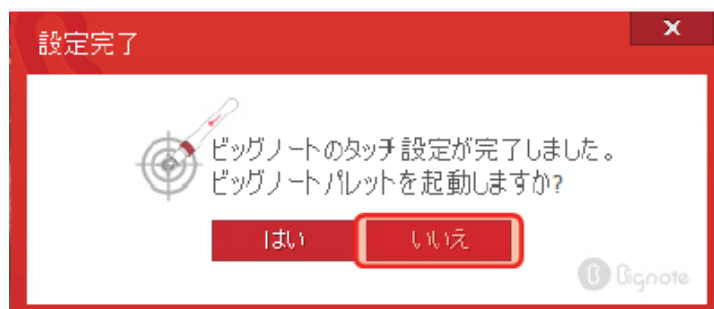 設定完了
x
ビッグノートのタッチ設定が完了しました。
ビッグノートパレットを起動しますか?
はい
いいえ
Bignote